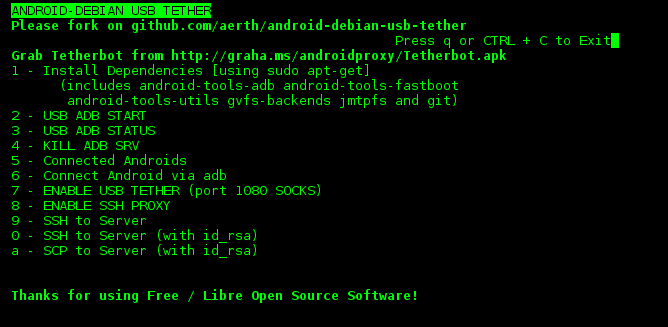 ANDROID-DEBIAN USB TETHER
Please fork on github.com/aerth/android-debian-usb-tether
Press q or CTRL + C to Exit
Grab Tetherbot from http://graha.ms/androidproxy/Tetherbot.apk
1 - Install Dependencies [using sudo apt-get]
(includes android-tools-adb android-tools-fastboot
android-tools-utils gvfs-backends jmtpfs and git)
2 - USB ADB START
3 - USB ADB STATUS
4 - KILL ADB SRV
5 - Connected Androids
6 - Connect Android via adb
7 - ENABLE USB TETHER (port 1080 SOCKS)
8 - ENABLE SSH PROXY
9 - SSH to Server
0 - SSH to Server (with id_rsa)
a - SCP to Server (with id_rsa)
Thanks for using Free / Libre Open Source Software!